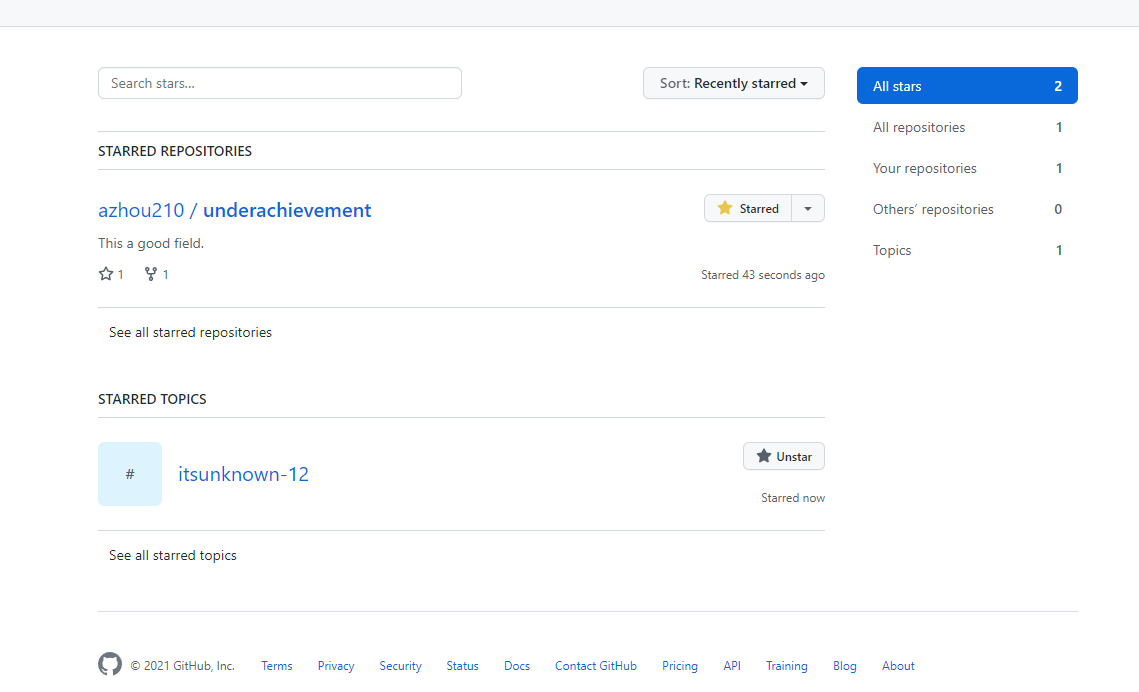 Search stars...
Sort: Recently starred
All stars 2
All repositories 1
Your repositories 1
Others’ repositories 0
Topics 1
STARRED REPOSITORIES
azhou210 / underachievement
Starred
This a good field.
1 1
Starred 43 seconds ago
See all starred repositories
STARRED TOPICS
#
itsunknown-12
Unstar
Starred now
See all starred topics
© 2021 GitHub, Inc. Terms Privacy Security Status Docs Contact GitHub Pricing API Training Blog About